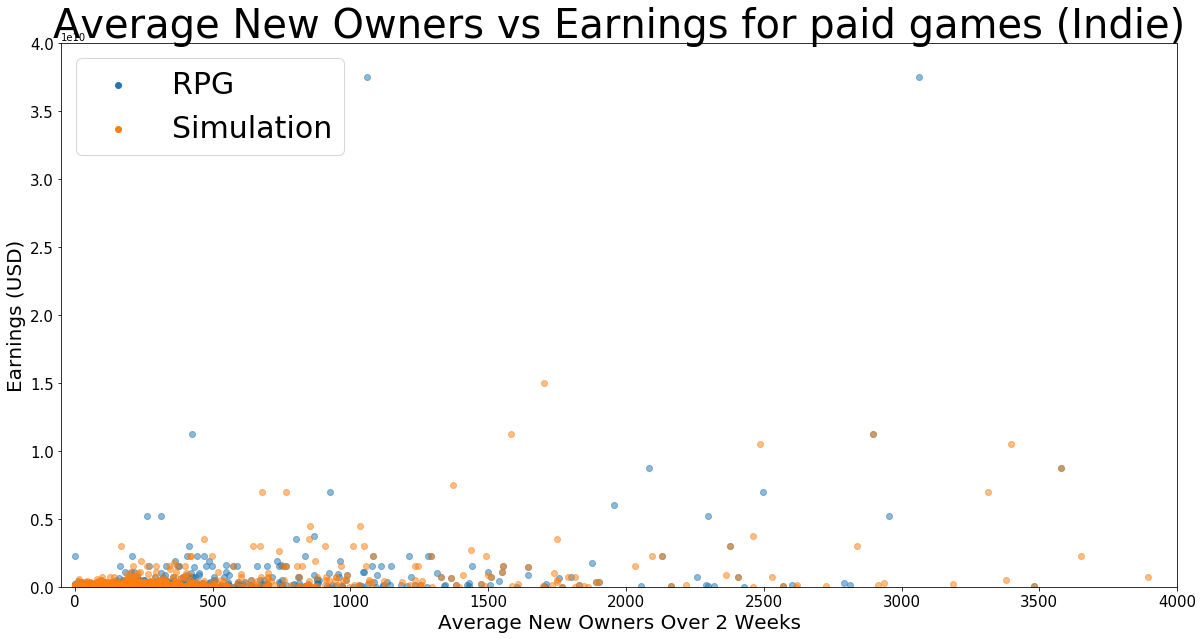 Average New Owners vs Earnings for paid games (Indie)
1e10
4.0
3.5
3.0
2.5
2.0
1.5
1.0
0.5
0.0
RPG
Simulation
Earnings (USD)
0 500 1000 1500 2000 2500 3000 3500 4000
Average New Owners Over 2 Weeks